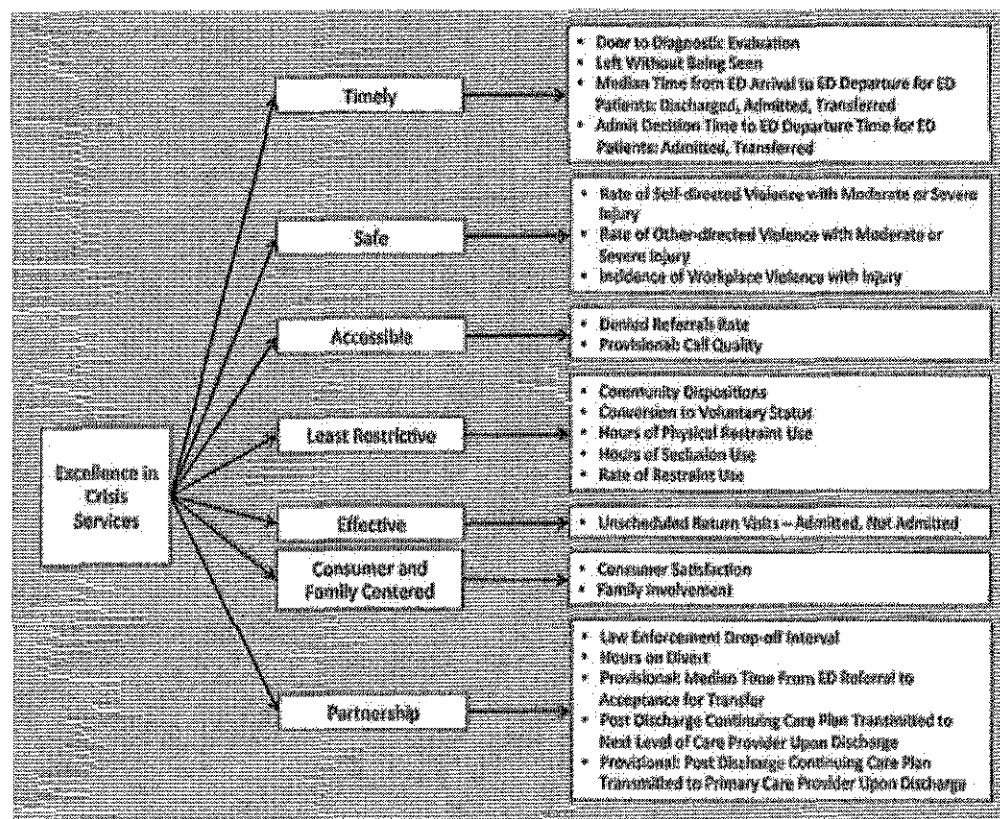 Excellence in
Crisis
Services
Timely
• Door to Diagnostic Evaluation
• Left Without Being Seen
• Median Time from ED Arrival to ED Departure for ED
Patients: Discharged, Admitted, Transferred
• Admit Decision Time to ED Departure Time for ED
Patients: Admitted, Transferred
Safe
• Rate of Self-directed Violence with Moderate or Severe
Injury
• Rate of Other-directed Violence with Moderate or
Severe Injury
• Incidence of Workplace Violence with Injury
Accessible
• Denied Referrals Rate
• Provisional: Call Quality
Least Restrictive
• Community Dispositions
• Conversion to Voluntary Status
• Hours of Physical Restraint Use
• Hours of Seclusion Use
• Rate of Restraint Use
Effective
• Unscheduled Return Visits – Admitted, Not Admitted
Consumer and
Family Centered
• Consumer Satisfaction
• Family Involvement
Partnership
• Law Enforcement Drop-off Interval
• Hours on Divert
• Provisional: Median Time From ED Referral to
Acceptance for Transfer
• Post Discharge Continuing Care Plan Transmitted to
Next Level of Care Provider Upon Discharge
• Provisional: Post Discharge Continuing Care Plan
Transmitted to Primary Care Provider Upon Discharge